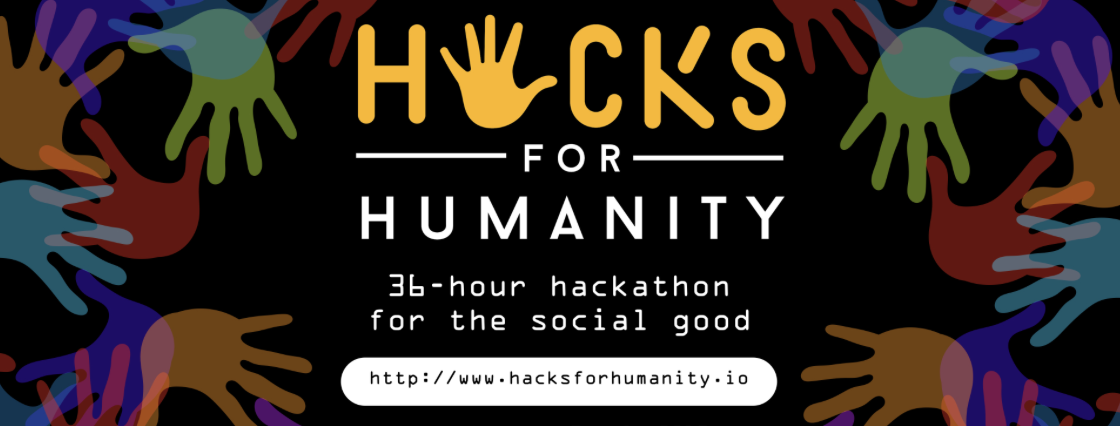 HACKS
FOR
HUMANITY
36-hour hackathon
for the social good
http://www.hacksforhumanity.io